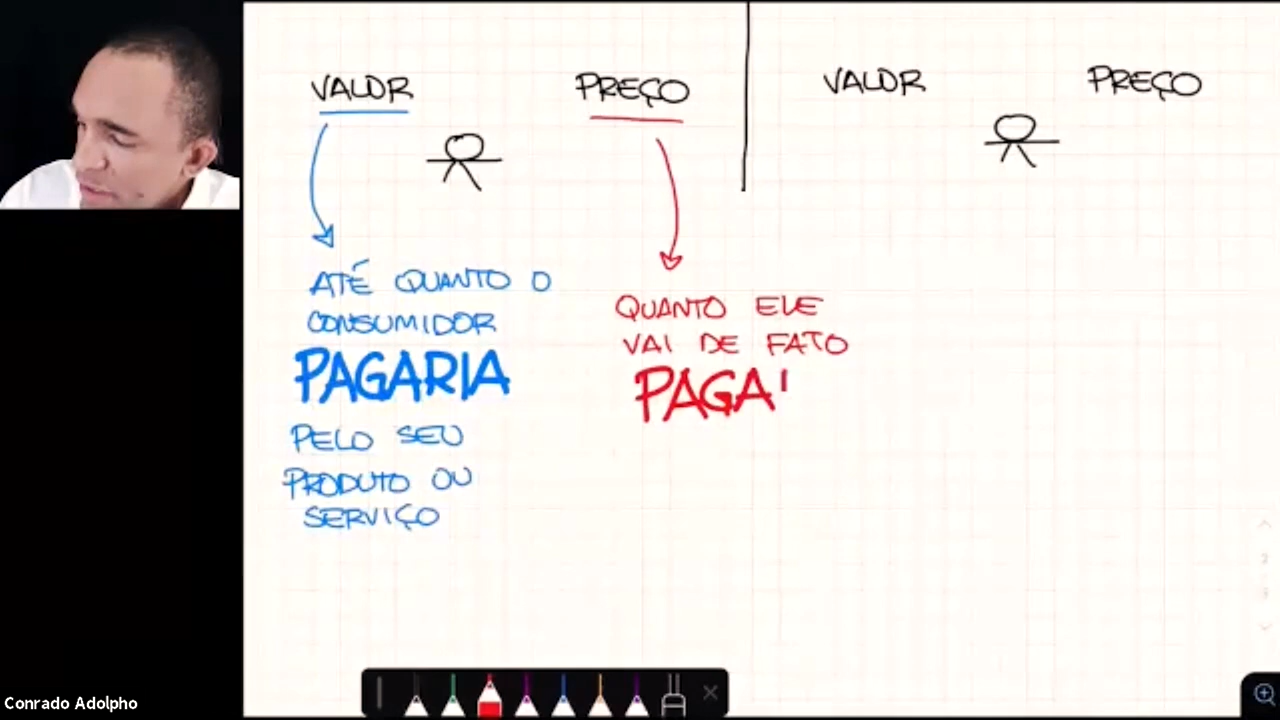 VALOR PREÇO VALOR PREÇO
ATÉ QUANTO O
CONSUMIDOR
PAGARIA
PELO SEU
PRODUTO OU
SERVIÇO
QUANTO ELE
VAI DE FATO
PAGA
Conrado Adolpho